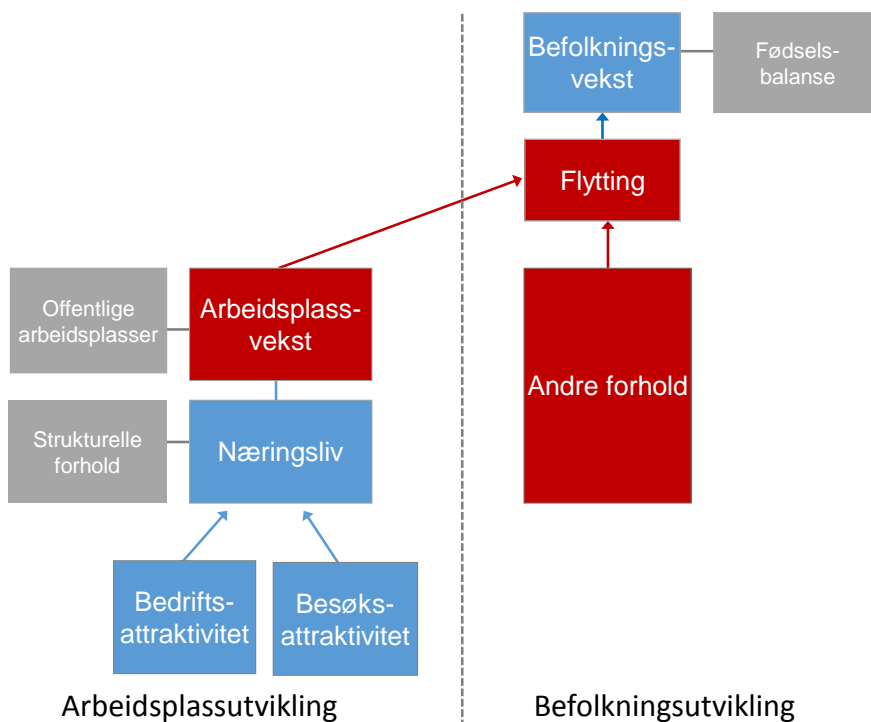 Befolknings-
vekst
Fødsels-
balanse
Flytting
Offentlige
arbeidsplasser
Arbeidsplass-
vekst
Andre forhold
Strukturelle
forhold
Næringsliv
Bedrifts-
attraktivitet
Besøks-
attraktivitet
Arbeidsplassutvikling
Befolkningsutvikling